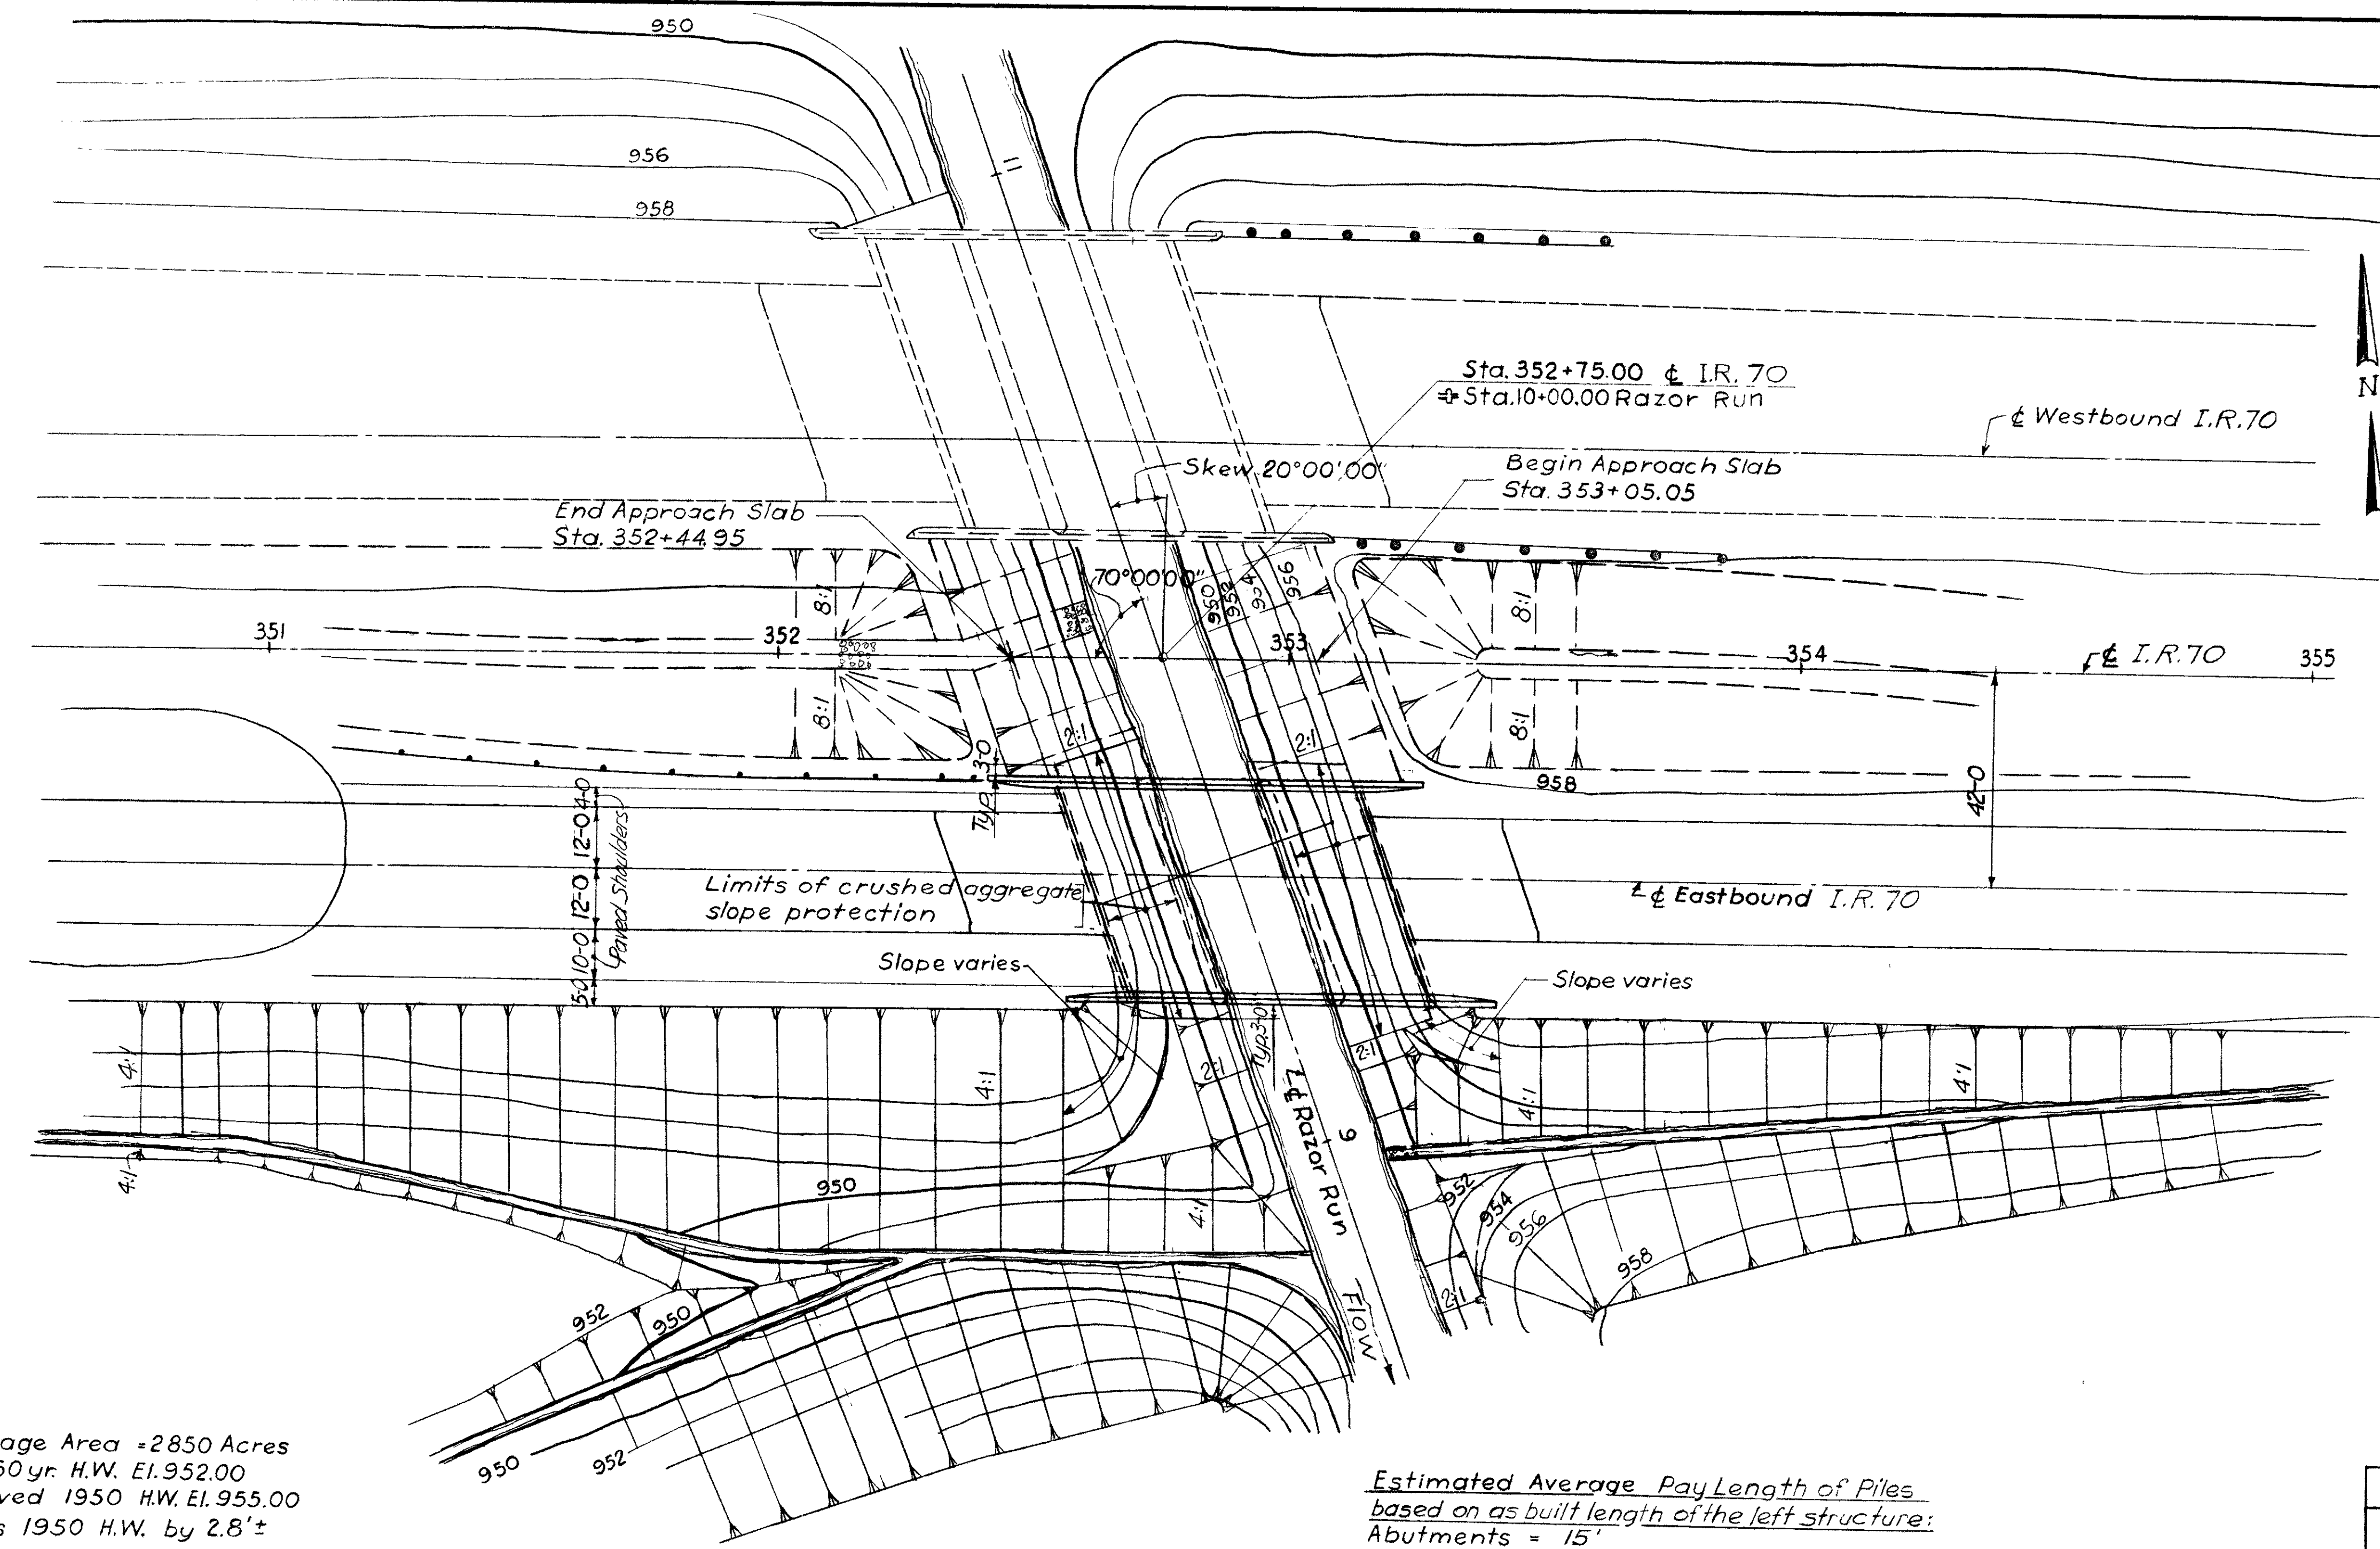 950
956
958
11
Sta. 352+75.00 ℄ I.R. 70
Sta. 10+00.00 Razor Run
N
℄ Westbound I.R. 70
Skew 20°00'00"
Begin Approach Slab
Sta. 353+05.05
End Approach Slab
Sta. 352+44.95
70°00'00"
950
952
954
956
8:1
8:1
351
352
353
354
355
℄ I.R. 70
8:1
8:1
2:1
2:1
3-0
Typ.
958
42-0
4-0
12-0
12-0
10-0
5-0
Paved Shoulders
Limits of crushed aggregate
slope protection
℄ Eastbound I.R. 70
Slope varies
Slope varies
Typ. 3-0
4:1
4:1
2:1
2:1
4:1
4:1
4:1
℄ Razor Run
9
Flow
950
4:1
952
954
956
958
2:1
952
950
950
952
age Area = 2850 Acres
50 yr. H.W. El. 952.00
ved 1950 H.W. El. 955.00
s 1950 H.W. by 2.8'±
Estimated Average Pay Length of Piles
based on as built length of the left structure:
Abutments = 15'